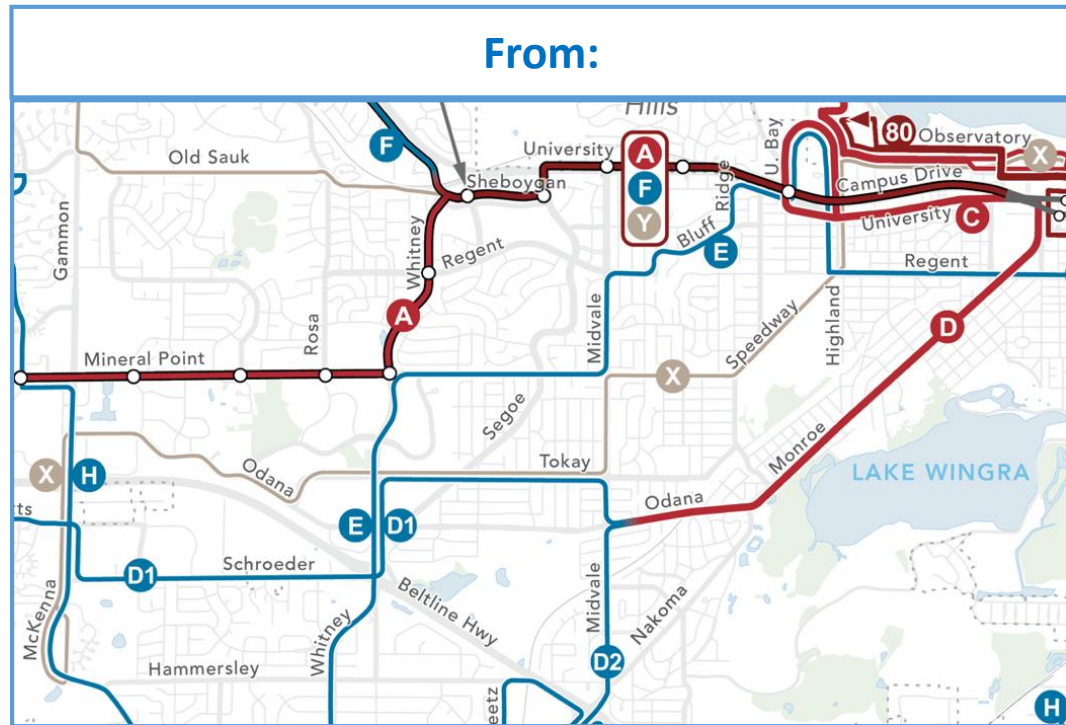 From:
Hills
80
Observatory
X
Old Sauk
F
University
A
F
Y
Sheboygan
Ridge
U. Bay
Campus Drive
University
C
Gammon
Whitney
Regent
Bluff
E
Regent
A
Rosa
Midvale
Highland
Speedway
D
Mineral Point
X
Segoe
Monroe
LAKE WINGRA
X
H
Odana
Tokay
Odana
E
D1
D1
Schroeder
McKenna
Beltline Hwy
Midvale
Nakoma
Whitney
Hammersley
D2
H